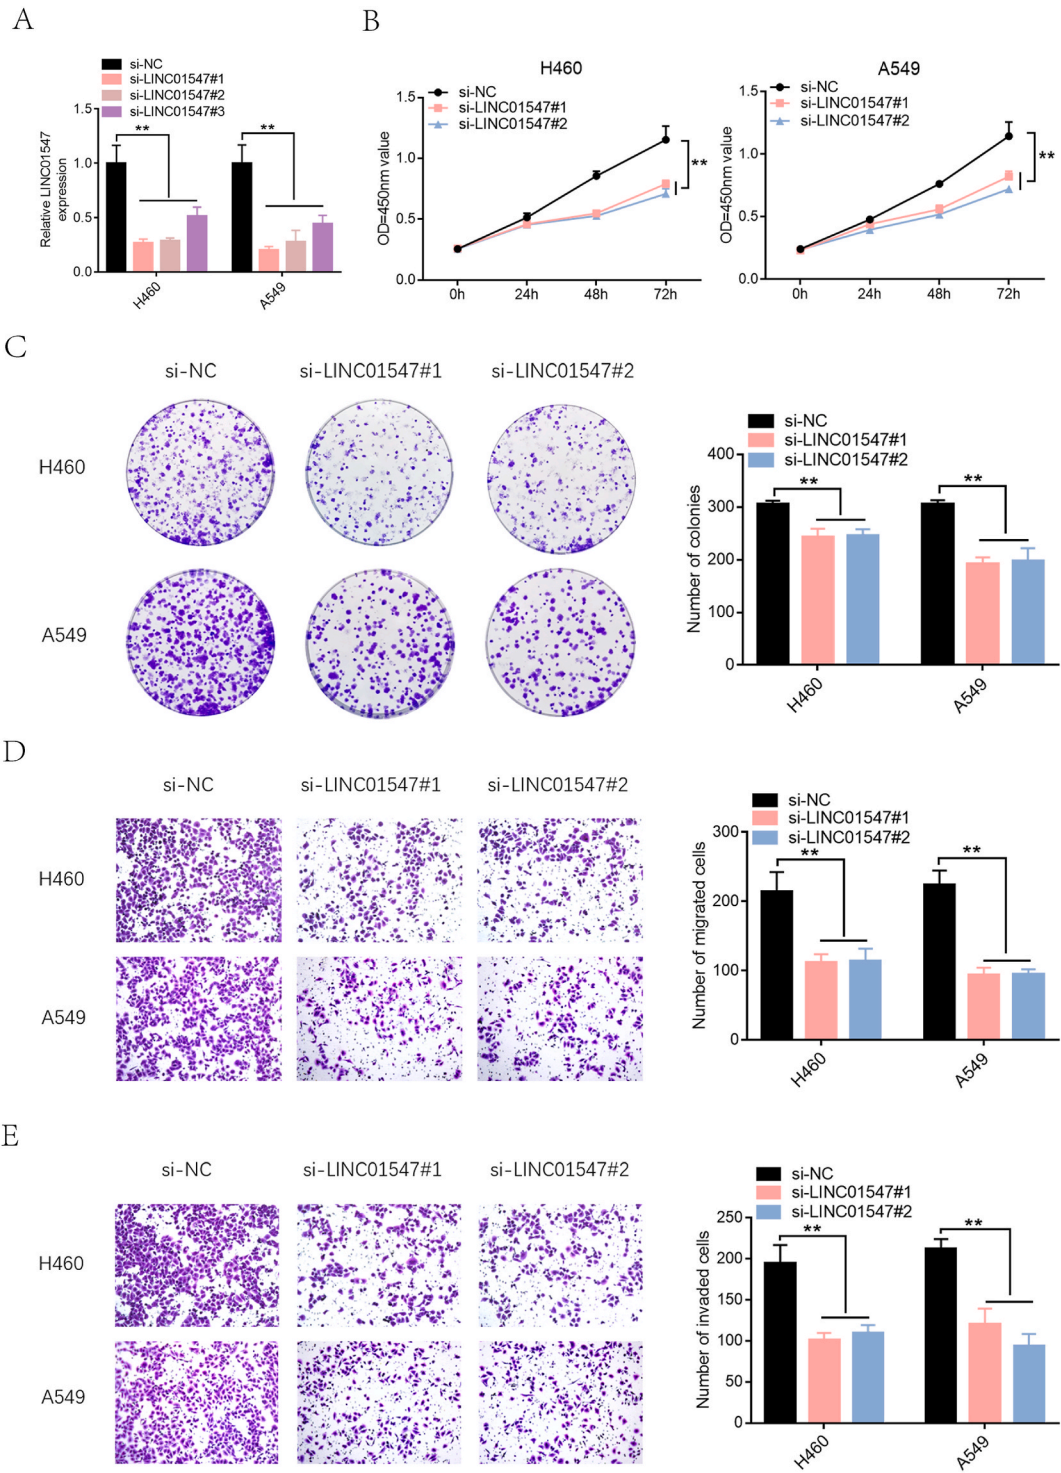 A
si-NC
si-LINC01547#1
si-LINC01547#2
si-LINC01547#3
Relative LINC01547
expression
1.5
1.0
0.5
0.0
**
**
H460
A549
B
H460
si-NC
si-LINC01547#1
si-LINC01547#2
OD=450nm value
1.5
1.0
0.5
0.0
**
0h
24h
48h
72h
A549
si-NC
si-LINC01547#1
si-LINC01547#2
OD=450nm value
1.5
1.0
0.5
0.0
**
0h
24h
48h
72h
C
si-NC
si-LINC01547#1
si-LINC01547#2
H460
A549
si-NC
si-LINC01547#1
si-LINC01547#2
Number of colonies
400
300
200
100
0
**
**
H460
A549
D
si-NC
si-LINC01547#1
si-LINC01547#2
H460
A549
si-NC
si-LINC01547#1
si-LINC01547#2
Number of migrated cells
300
200
100
0
**
**
H460
A549
E
si-NC
si-LINC01547#1
si-LINC01547#2
H460
A549
si-NC
si-LINC01547#1
si-LINC01547#2
Number of invaded cells
250
200
150
100
50
0
**
**
H460
A549